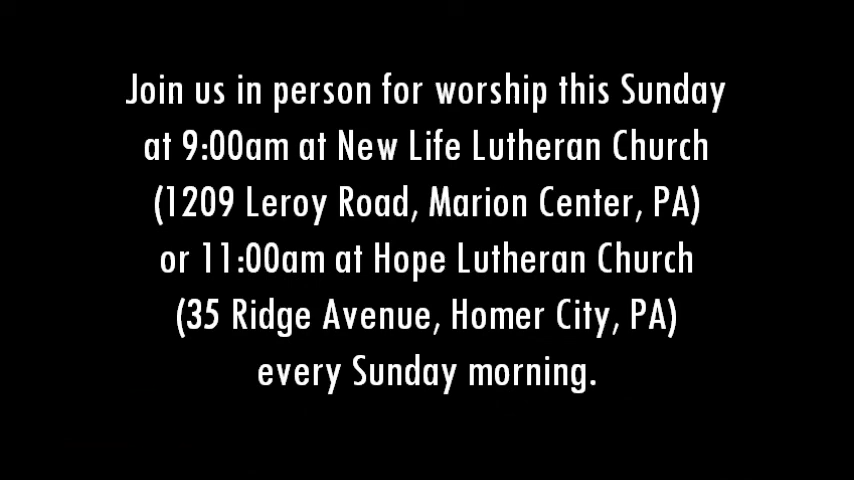 Join us in person for worship this Sunday
at 9:00am at New Life Lutheran Church
(1209 Leroy Road, Marion Center, PA)
or 11:00am at Hope Lutheran Church
(35 Ridge Avenue, Homer City, PA)
every Sunday morning.